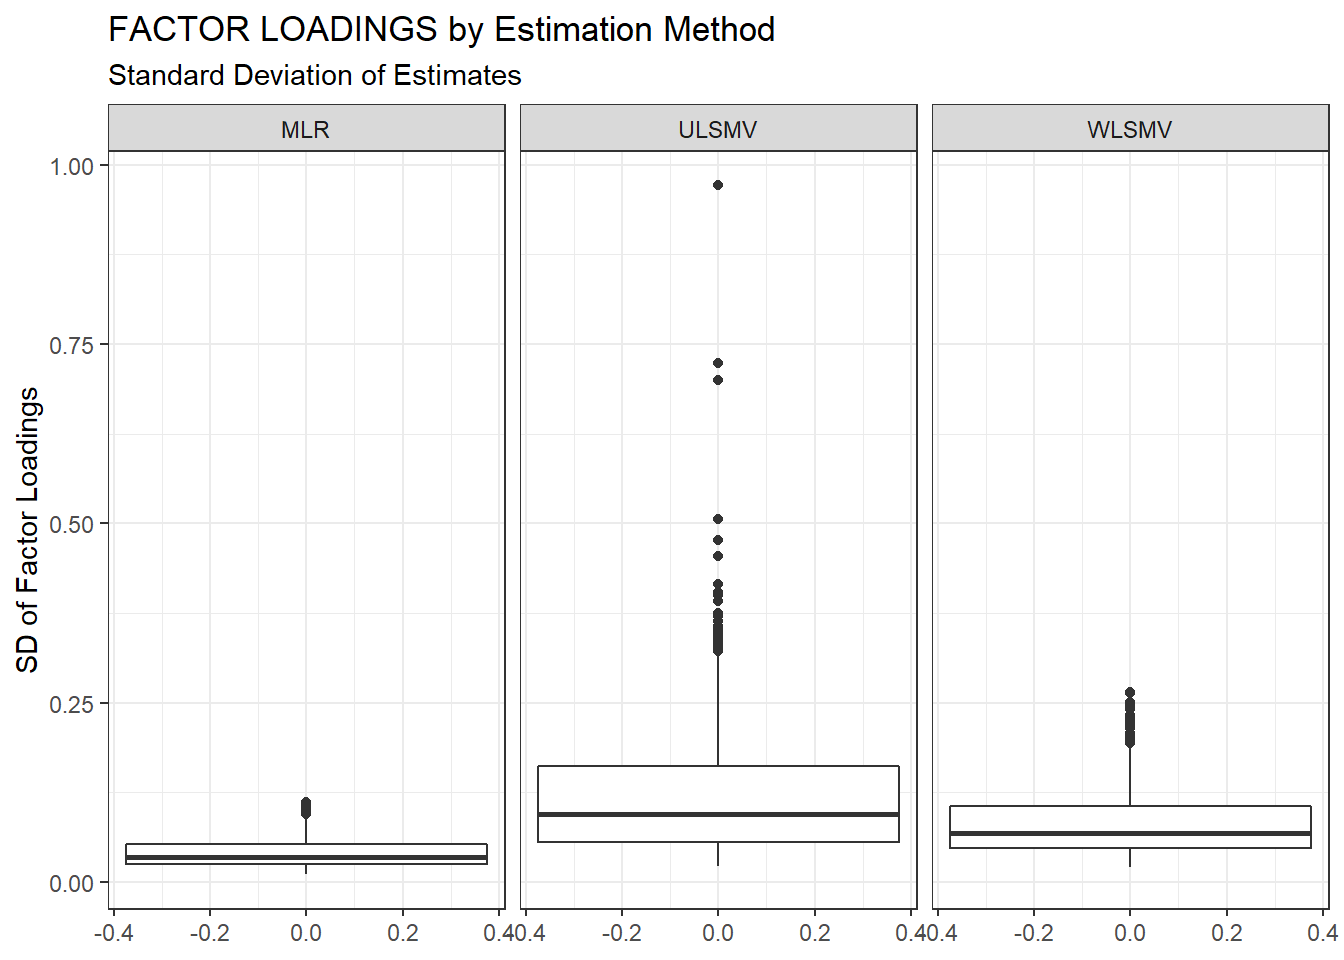 FACTOR LOADINGS by Estimation Method
Standard Deviation of Estimates
MLR ULSMV WLSMV
SD of Factor Loadings
1.00
0.75
0.50
0.25
0.00
-0.4 -0.2 0.0 0.2 0.4 -0.4 -0.2 0.0 0.2 0.4 -0.4 -0.2 0.0 0.2 0.4